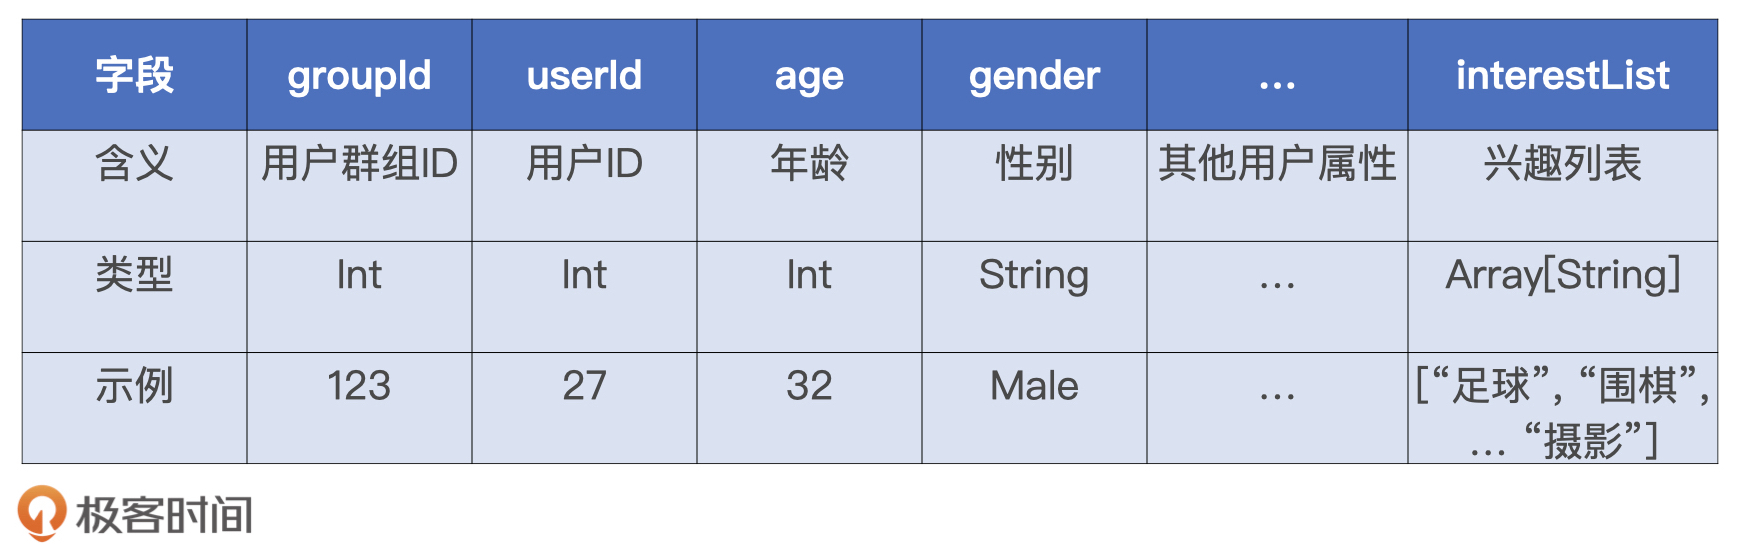 字段 groupId userId age gender ... interestList
含义 用户群组ID 用户ID 年龄 性别 其他用户属性 兴趣列表
类型 Int Int Int String ... Array[String]
示例 123 27 32 Male ... [“足球”, “围棋”,
... “摄影”]
极客时间